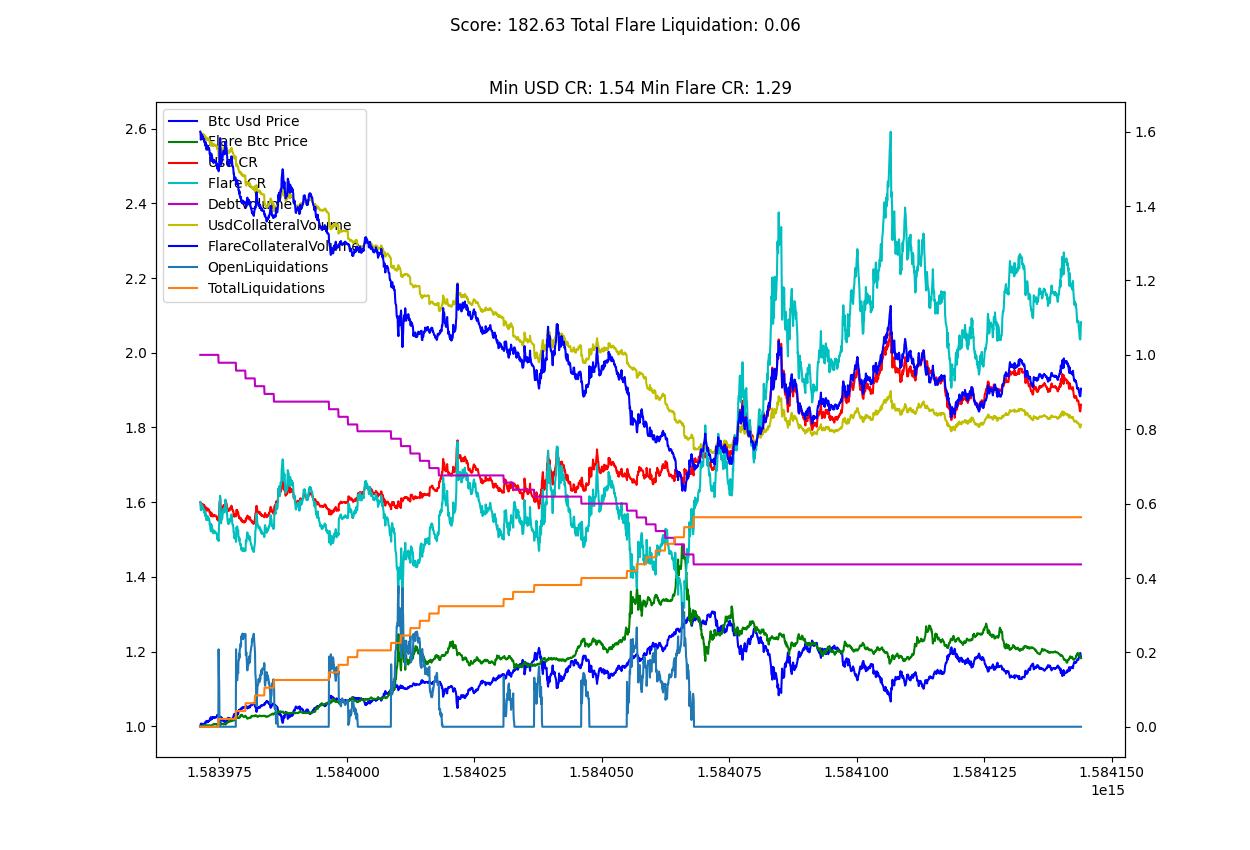 Score: 182.63 Total Flare Liquidation: 0.06
Min USD CR: 1.54 Min Flare CR: 1.29
Btc Usd Price
Flare Btc Price
Usd CR
Flare CR
DebtVolume
UsdCollateralVolume
FlareCollateralVolume
OpenLiquidations
TotalLiquidations
2.6
2.4
2.2
2.0
1.8
1.6
1.4
1.2
1.0
1.6
1.4
1.2
1.0
0.8
0.6
0.4
0.2
0.0
1.583975 1.584000 1.584025 1.584050 1.584075 1.584100 1.584125 1.584150
1e15